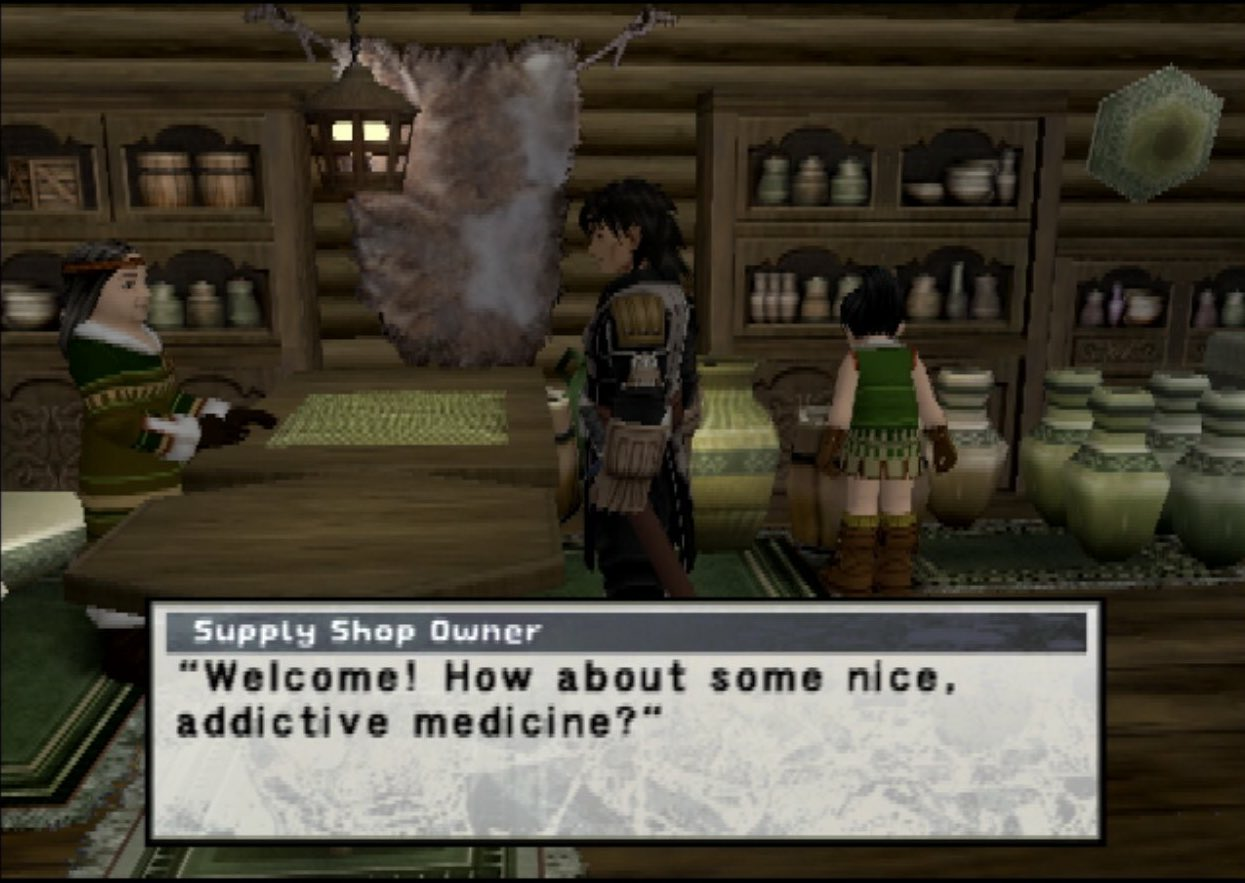 Supply Shop Owner
“Welcome! How about some nice,
addictive medicine?“